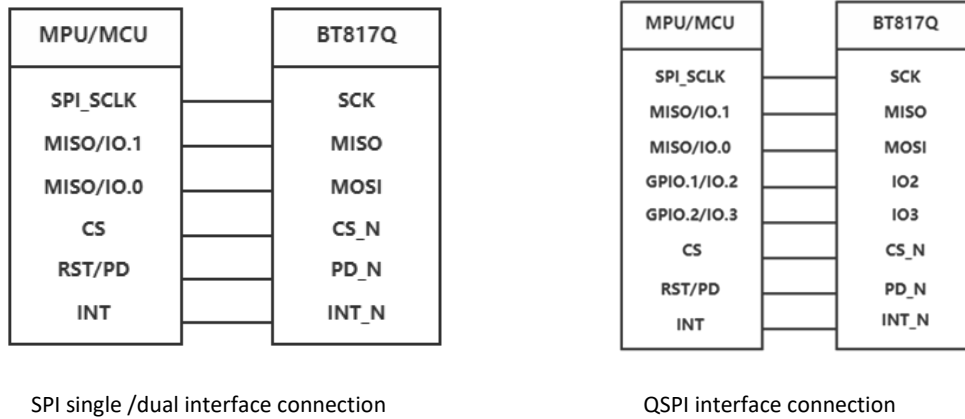 MPU/MCU BT817Q
SPI_SCLK SCK
MISO/IO.1 MISO
MISO/IO.0 MOSI
CS CS_N
RST/PD PD_N
INT INT_N
SPI single /dual interface connection
MPU/MCU BT817Q
SPI_SCLK SCK
MISO/IO.1 MISO
MISO/IO.0 MOSI
GPIO.1/IO.2 IO2
GPIO.2/IO.3 IO3
CS CS_N
RST/PD PD_N
INT INT_N
QSPI interface connection